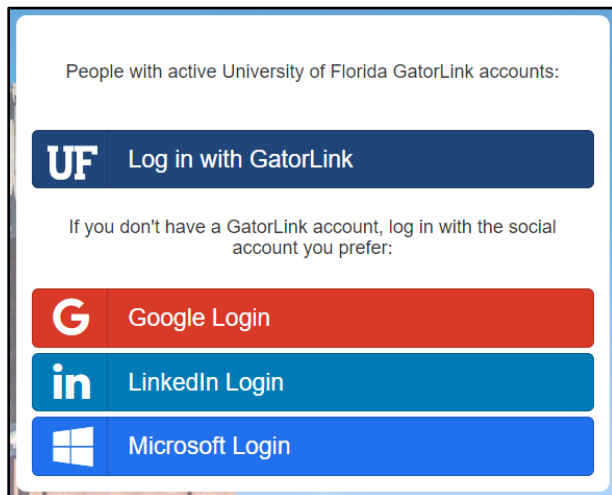 People with active University of Florida GatorLink accounts:
UF Log in with GatorLink
If you don't have a GatorLink account, log in with the social
account you prefer:
G Google Login
in LinkedIn Login
Microsoft Login